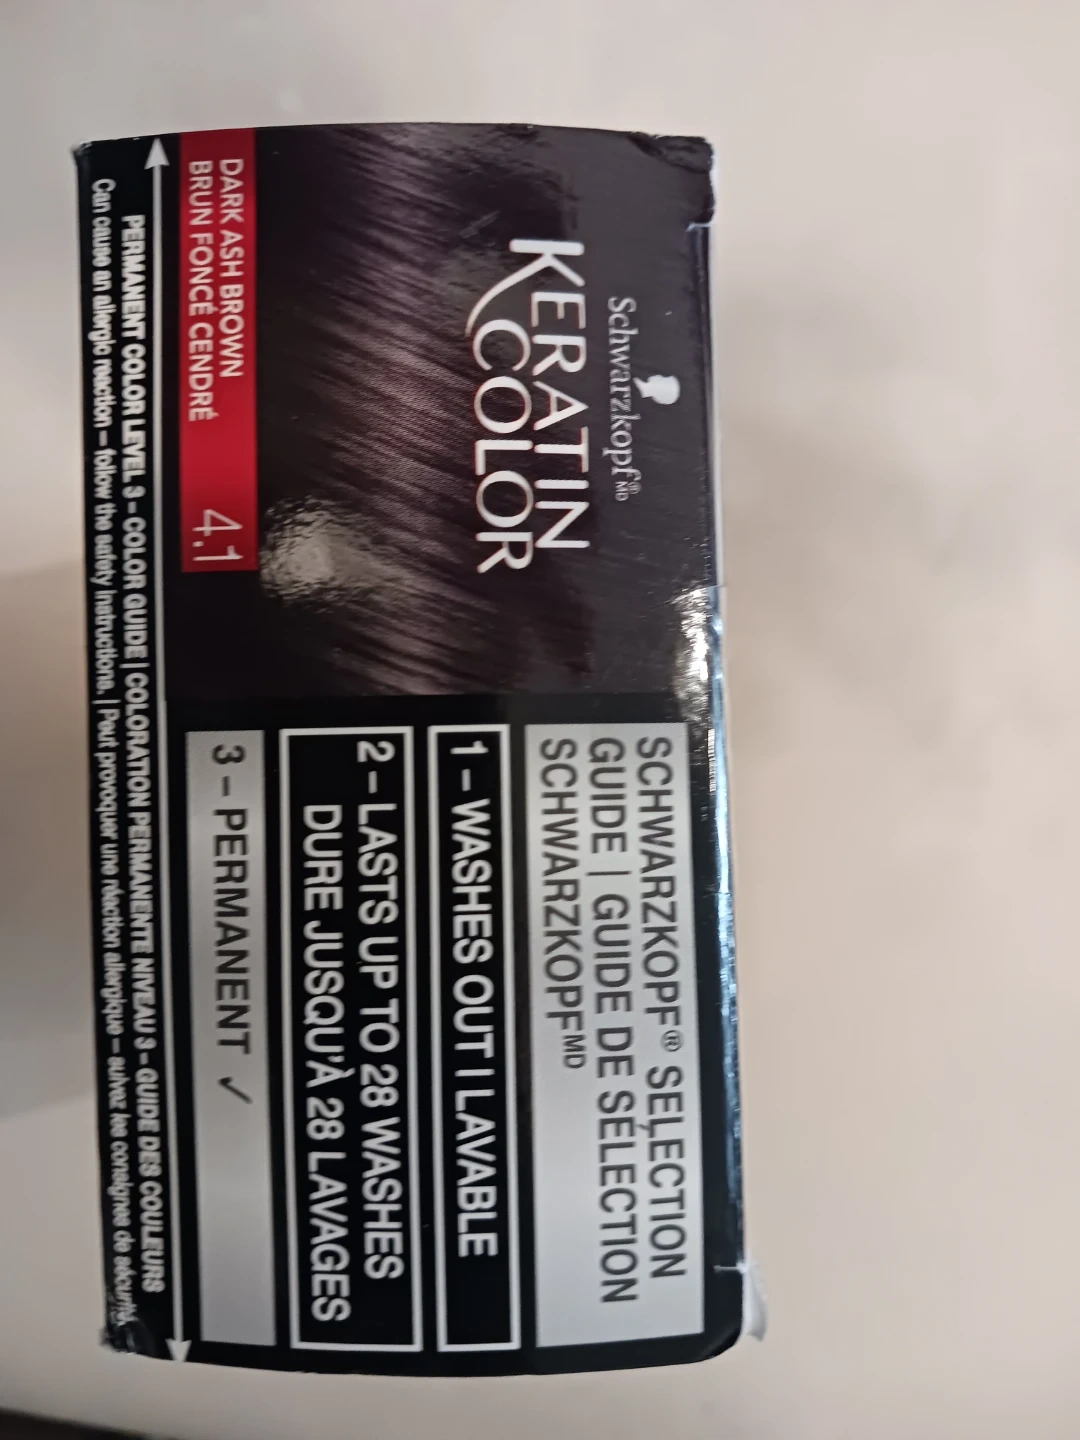 Schwarzkopf®MD
KERATIN
COLOR
DARK ASH BROWN
BRUN FONCÉ CENDRÉ 4.1
SCHWARZKOPF® SELECTION
GUIDE | GUIDE DE SÉLECTION
SCHWARZKOPFMD
1 – WASHES OUT I LAVABLE
2 – LASTS UP TO 28 WASHES
DURE JUSQU'À 28 LAVAGES
3 – PERMANENT ✓
PERMANENT COLOR LEVEL 3 – COLOR GUIDE | COLORATION PERMANENTE NIVEAU 3 – GUIDE DES COULEURS
Can cause an allergic reaction – follow the safety instructions. | Peut provoquer une réaction allergique – suivez les consignes de sécurité.